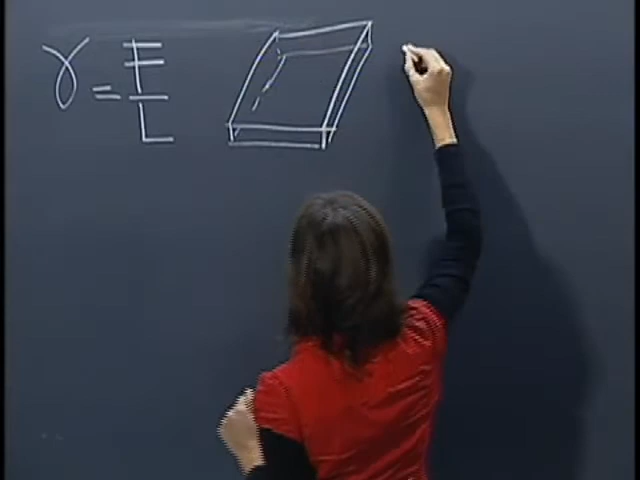 γ = F/L